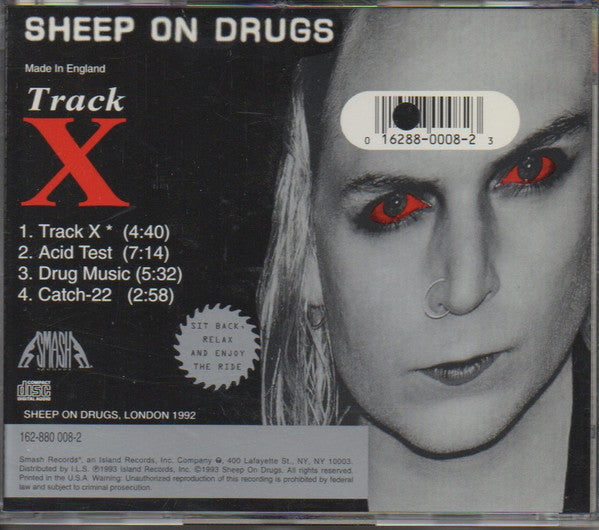 SHEEP ON DRUGS
Made In England
Track
X
0 16288-0008-2 3
1. Track X * (4:40)
2. Acid Test (7:14)
3. Drug Music (5:32)
4. Catch-22 (2:58)
SMASH
SIT BACK,
RELAX
AND ENJOY
THE RIDE
COMPACT
disc
DIGITAL AUDIO
SHEEP ON DRUGS, LONDON 1992
162-880 008-2
Smash Records®, an Island Records, Inc. Company, 400 Lafayette St., NY, NY, 10003.
Distributed by I.L.S. ℗1993 Island Records, Inc. ©1993 Sheep On Drugs. All rights reserved.
Printed in the U.S.A Warning: Unauthorized reproduction of this recording is prohibited by federal
law and subject to criminal prosecution.